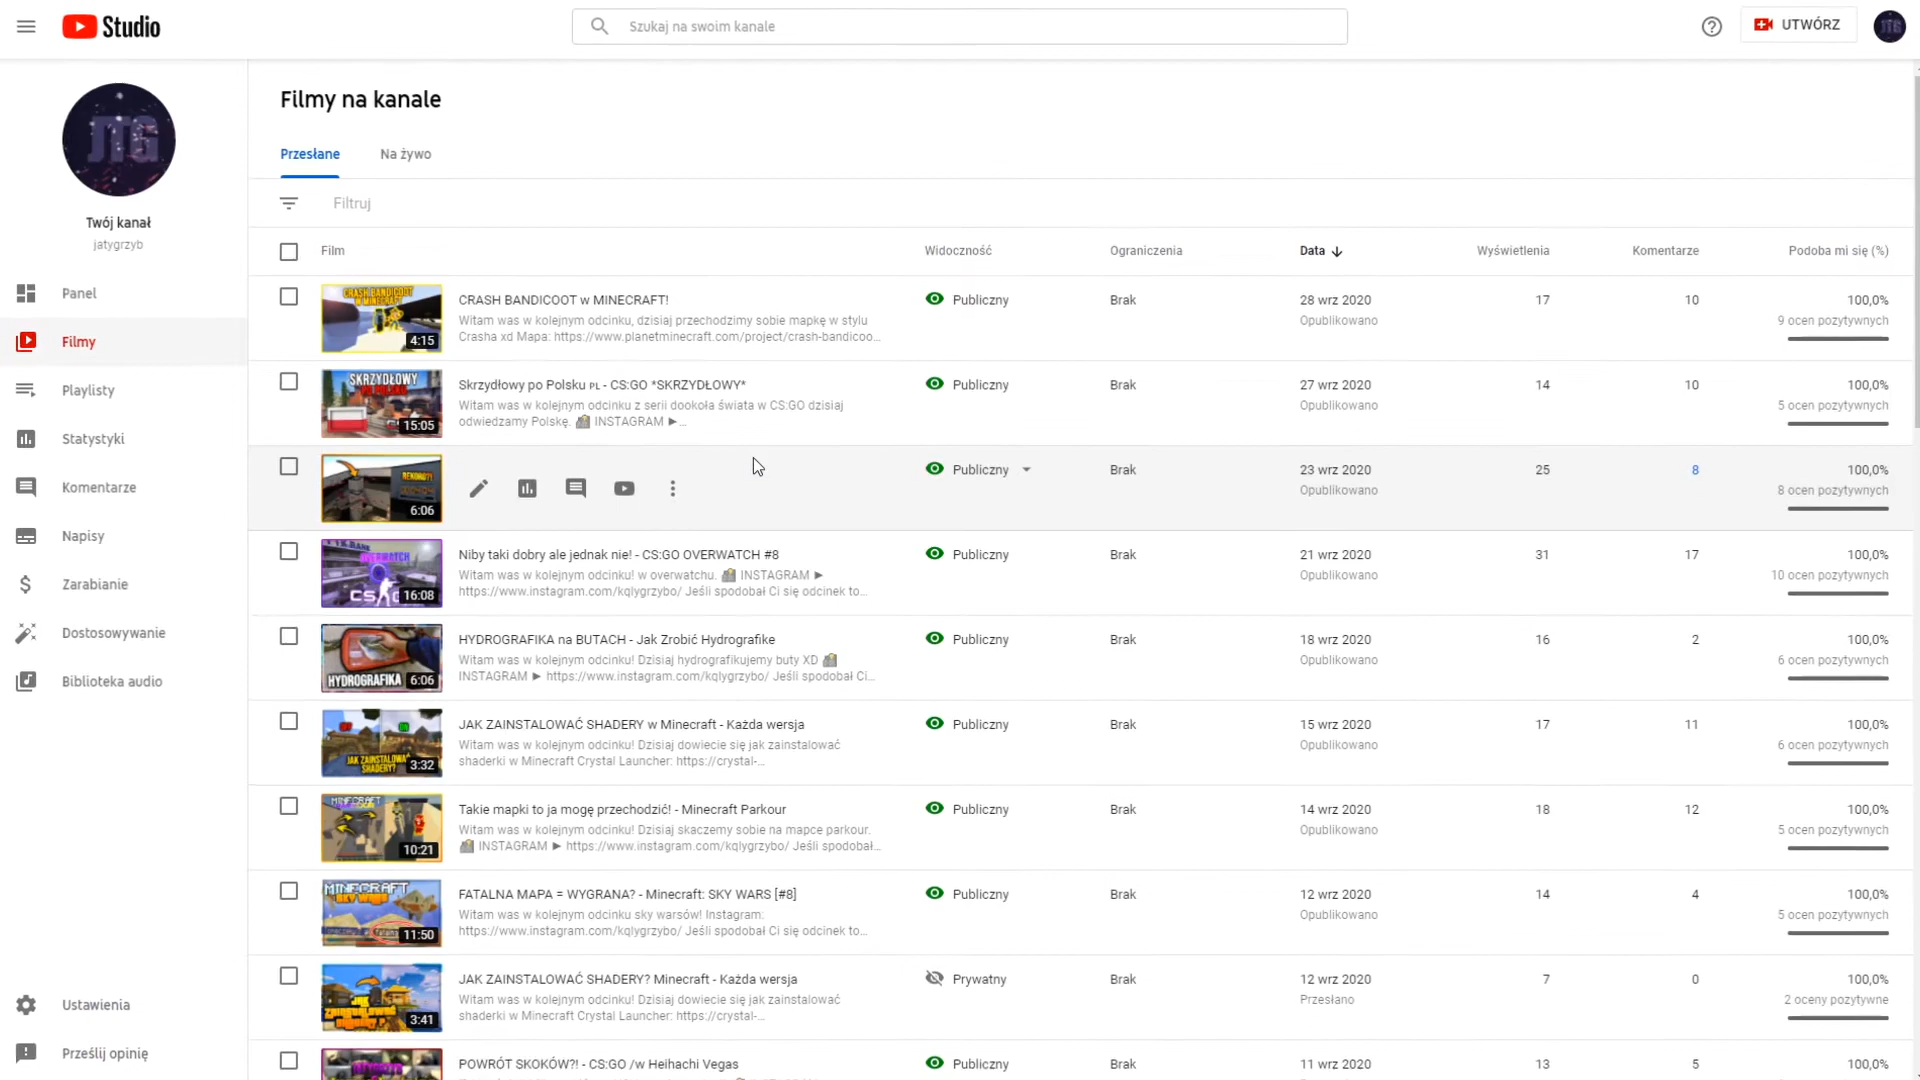 Studio
Szukaj na swoim kanale
UTWÓRZ
JTG
Filmy na kanale
Przesłane
Na żywo
Twój kanał
jatygrzyb
Filtruj
Film
Widoczność
Ograniczenia
Data
Wyświetlenia
Komentarze
Podoba mi się (%)
Panel
Filmy
Playlisty
Statystyki
Komentarze
Napisy
Zarabianie
Dostosowywanie
Biblioteka audio
Ustawienia
Prześlij opinię
CRASH BANDICOOT
W MINECRAFT
4:15
CRASH BANDICOOT w MINECRAFT!
Witam was w kolejnym odcinku, dzisiaj przechodzimy sobie mapkę w stylu
Crasha xd Mapa: https://www.planetminecraft.com/project/crash-bandicoo…
Publiczny
Brak
28 wrz 2020
Opublikowano
17
10
100,0%
9 ocen pozytywnych
SKRZYDŁOWY
PO POLSKU
15:05
Skrzydłowy po Polsku PL - CS:GO *SKRZYDŁOWY*
Witam was w kolejnym odcinku z serii dookoła świata w CS:GO dzisiaj
odwiedzamy Polskę. INSTAGRAM ►…
Publiczny
Brak
27 wrz 2020
Opublikowano
14
10
100,0%
5 ocen pozytywnych
6:06
Publiczny
Brak
23 wrz 2020
Opublikowano
25
8
100,0%
8 ocen pozytywnych
OVERWATCH
CS:G
16:08
Niby taki dobry ale jednak nie! - CS:GO OVERWATCH #8
Witam was w kolejnym odcinku! w overwatchu. INSTAGRAM ►
https://www.instagram.com/kqlygrzybo/ Jeśli spodobał Ci się odcinek to…
Publiczny
Brak
21 wrz 2020
Opublikowano
31
17
100,0%
10 ocen pozytywnych
HYDROGRAFIKA
6:06
HYDROGRAFIKA na BUTACH - Jak Zrobić Hydrografike
Witam was w kolejnym odcinku! Dzisiaj hydrografikujemy buty XD
INSTAGRAM ► https://www.instagram.com/kqlygrzybo/ Jeśli spodobał Ci…
Publiczny
Brak
18 wrz 2020
Opublikowano
16
2
100,0%
6 ocen pozytywnych
JAK ZAINSTALOWAĆ
SHADERY?
3:32
JAK ZAINSTALOWAĆ SHADERY w Minecraft - Każda wersja
Witam was w kolejnym odcinku! Dzisiaj dowiecie się jak zainstalować
shaderki w Minecraft Crystal Launcher: https://crystal-…
Publiczny
Brak
15 wrz 2020
Opublikowano
17
11
100,0%
6 ocen pozytywnych
MINECRAFT
10:21
Takie mapki to ja mogę przechodzić! - Minecraft Parkour
Witam was w kolejnym odcinku! Dzisiaj skaczemy sobie na mapce parkour.
INSTAGRAM ► https://www.instagram.com/kqlygrzybo/ Jeśli spodobał…
Publiczny
Brak
14 wrz 2020
Opublikowano
18
12
100,0%
5 ocen pozytywnych
MINECRAFT
SKY WARS
11:50
FATALNA MAPA = WYGRANA? - Minecraft: SKY WARS [#8]
Witam was w kolejnym odcinku sky warsów! Instagram:
https://www.instagram.com/kqlygrzybo/ Jeśli spodobał Ci się odcinek to…
Publiczny
Brak
12 wrz 2020
Opublikowano
14
4
100,0%
5 ocen pozytywnych
JAK
3:41
JAK ZAINSTALOWAĆ SHADERY? Minecraft - Każda wersja
Witam was w kolejnym odcinku! Dzisiaj dowiecie się jak zainstalować
shaderki w Minecraft Crystal Launcher: https://crystal-…
Prywatny
Brak
12 wrz 2020
Przesłano
7
0
100,0%
2 oceny pozytywne
POWRÓT SKOKÓW?! - CS:GO /w Heihachi Vegas
Publiczny
Brak
11 wrz 2020
13
5
100,0%